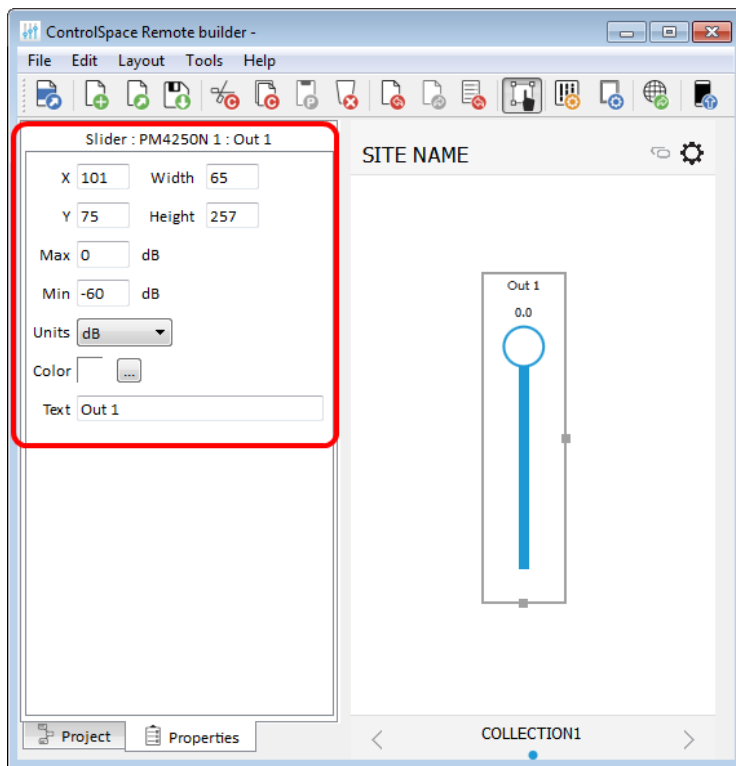 ControlSpace Remote builder -
File Edit Layout Tools Help
Slider : PM4250N 1 : Out 1
X 101 Width 65
Y 75 Height 257
Max 0 dB
Min -60 dB
Units dB
Color ...
Text Out 1
Project Properties
SITE NAME
Out 1
0.0
COLLECTION1